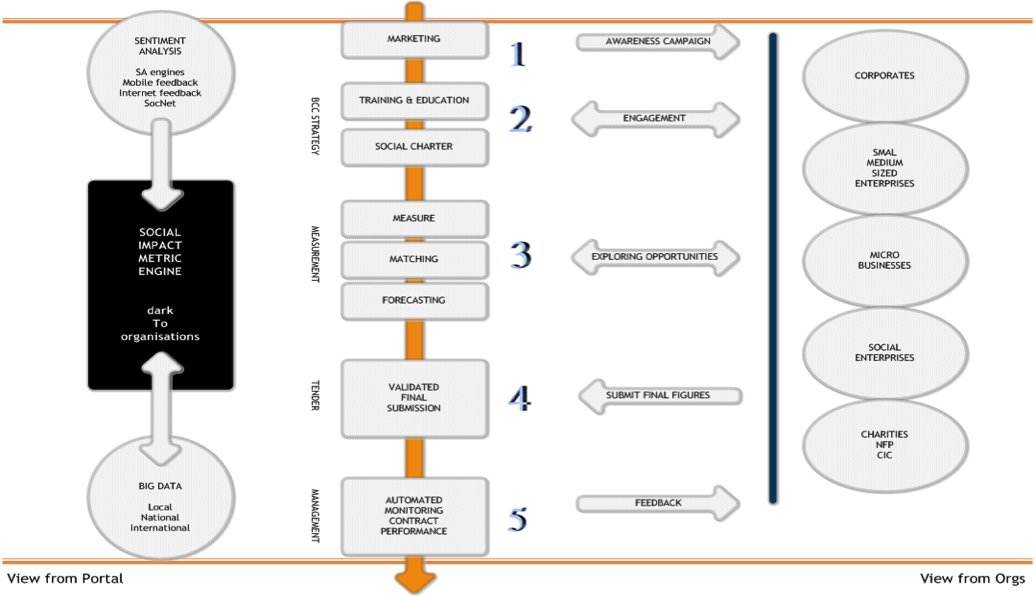 SENTIMENT
ANALYSIS
SA engines
Mobile feedback
Internet feedback
SocNet
SOCIAL
IMPACT
METRIC
ENGINE
dark
To
organisations
BIG DATA
Local
National
International
BCC STRATEGY
MEASUREMENT
TENDER
MANAGEMENT
MARKETING
TRAINING & EDUCATION
SOCIAL CHARTER
MEASURE
MATCHING
FORECASTING
VALIDATED
FINAL
SUBMISSION
AUTOMATED
MONITORING
CONTRACT
PERFORMANCE
1
2
3
4
5
AWARENESS CAMPAIGN
ENGAGEMENT
EXPLORING OPPORTUNITIES
SUBMIT FINAL FIGURES
FEEDBACK
CORPORATES
SMAL
MEDIUM
SIZED
ENTERPRISES
MICRO
BUSINESSES
SOCIAL
ENTERPRISES
CHARITIES
NFP
CIC
View from Portal
View from Orgs